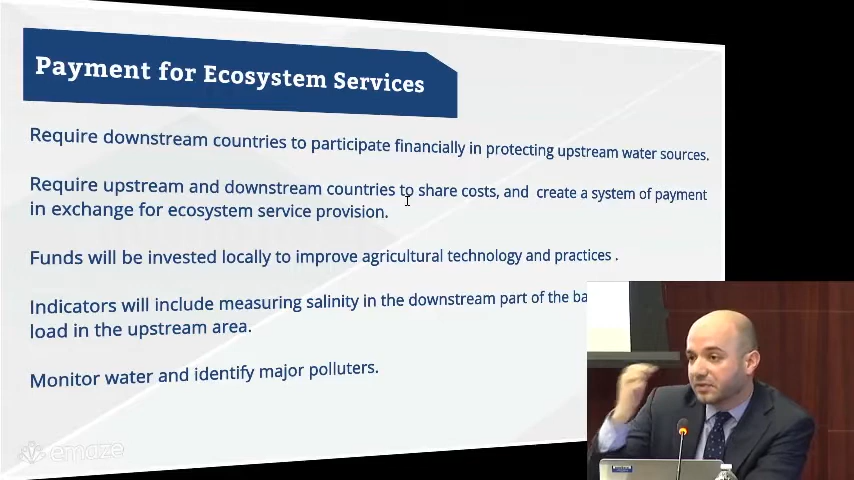 Payment for Ecosystem Services
Require downstream countries to participate financially in protecting upstream water sources.
Require upstream and downstream countries to share costs, and create a system of payment
in exchange for ecosystem service provision.
Funds will be invested locally to improve agricultural technology and practices .
Indicators will include measuring salinity in the downstream part of the
load in the upstream area.
Monitor water and identify major polluters.
emaze